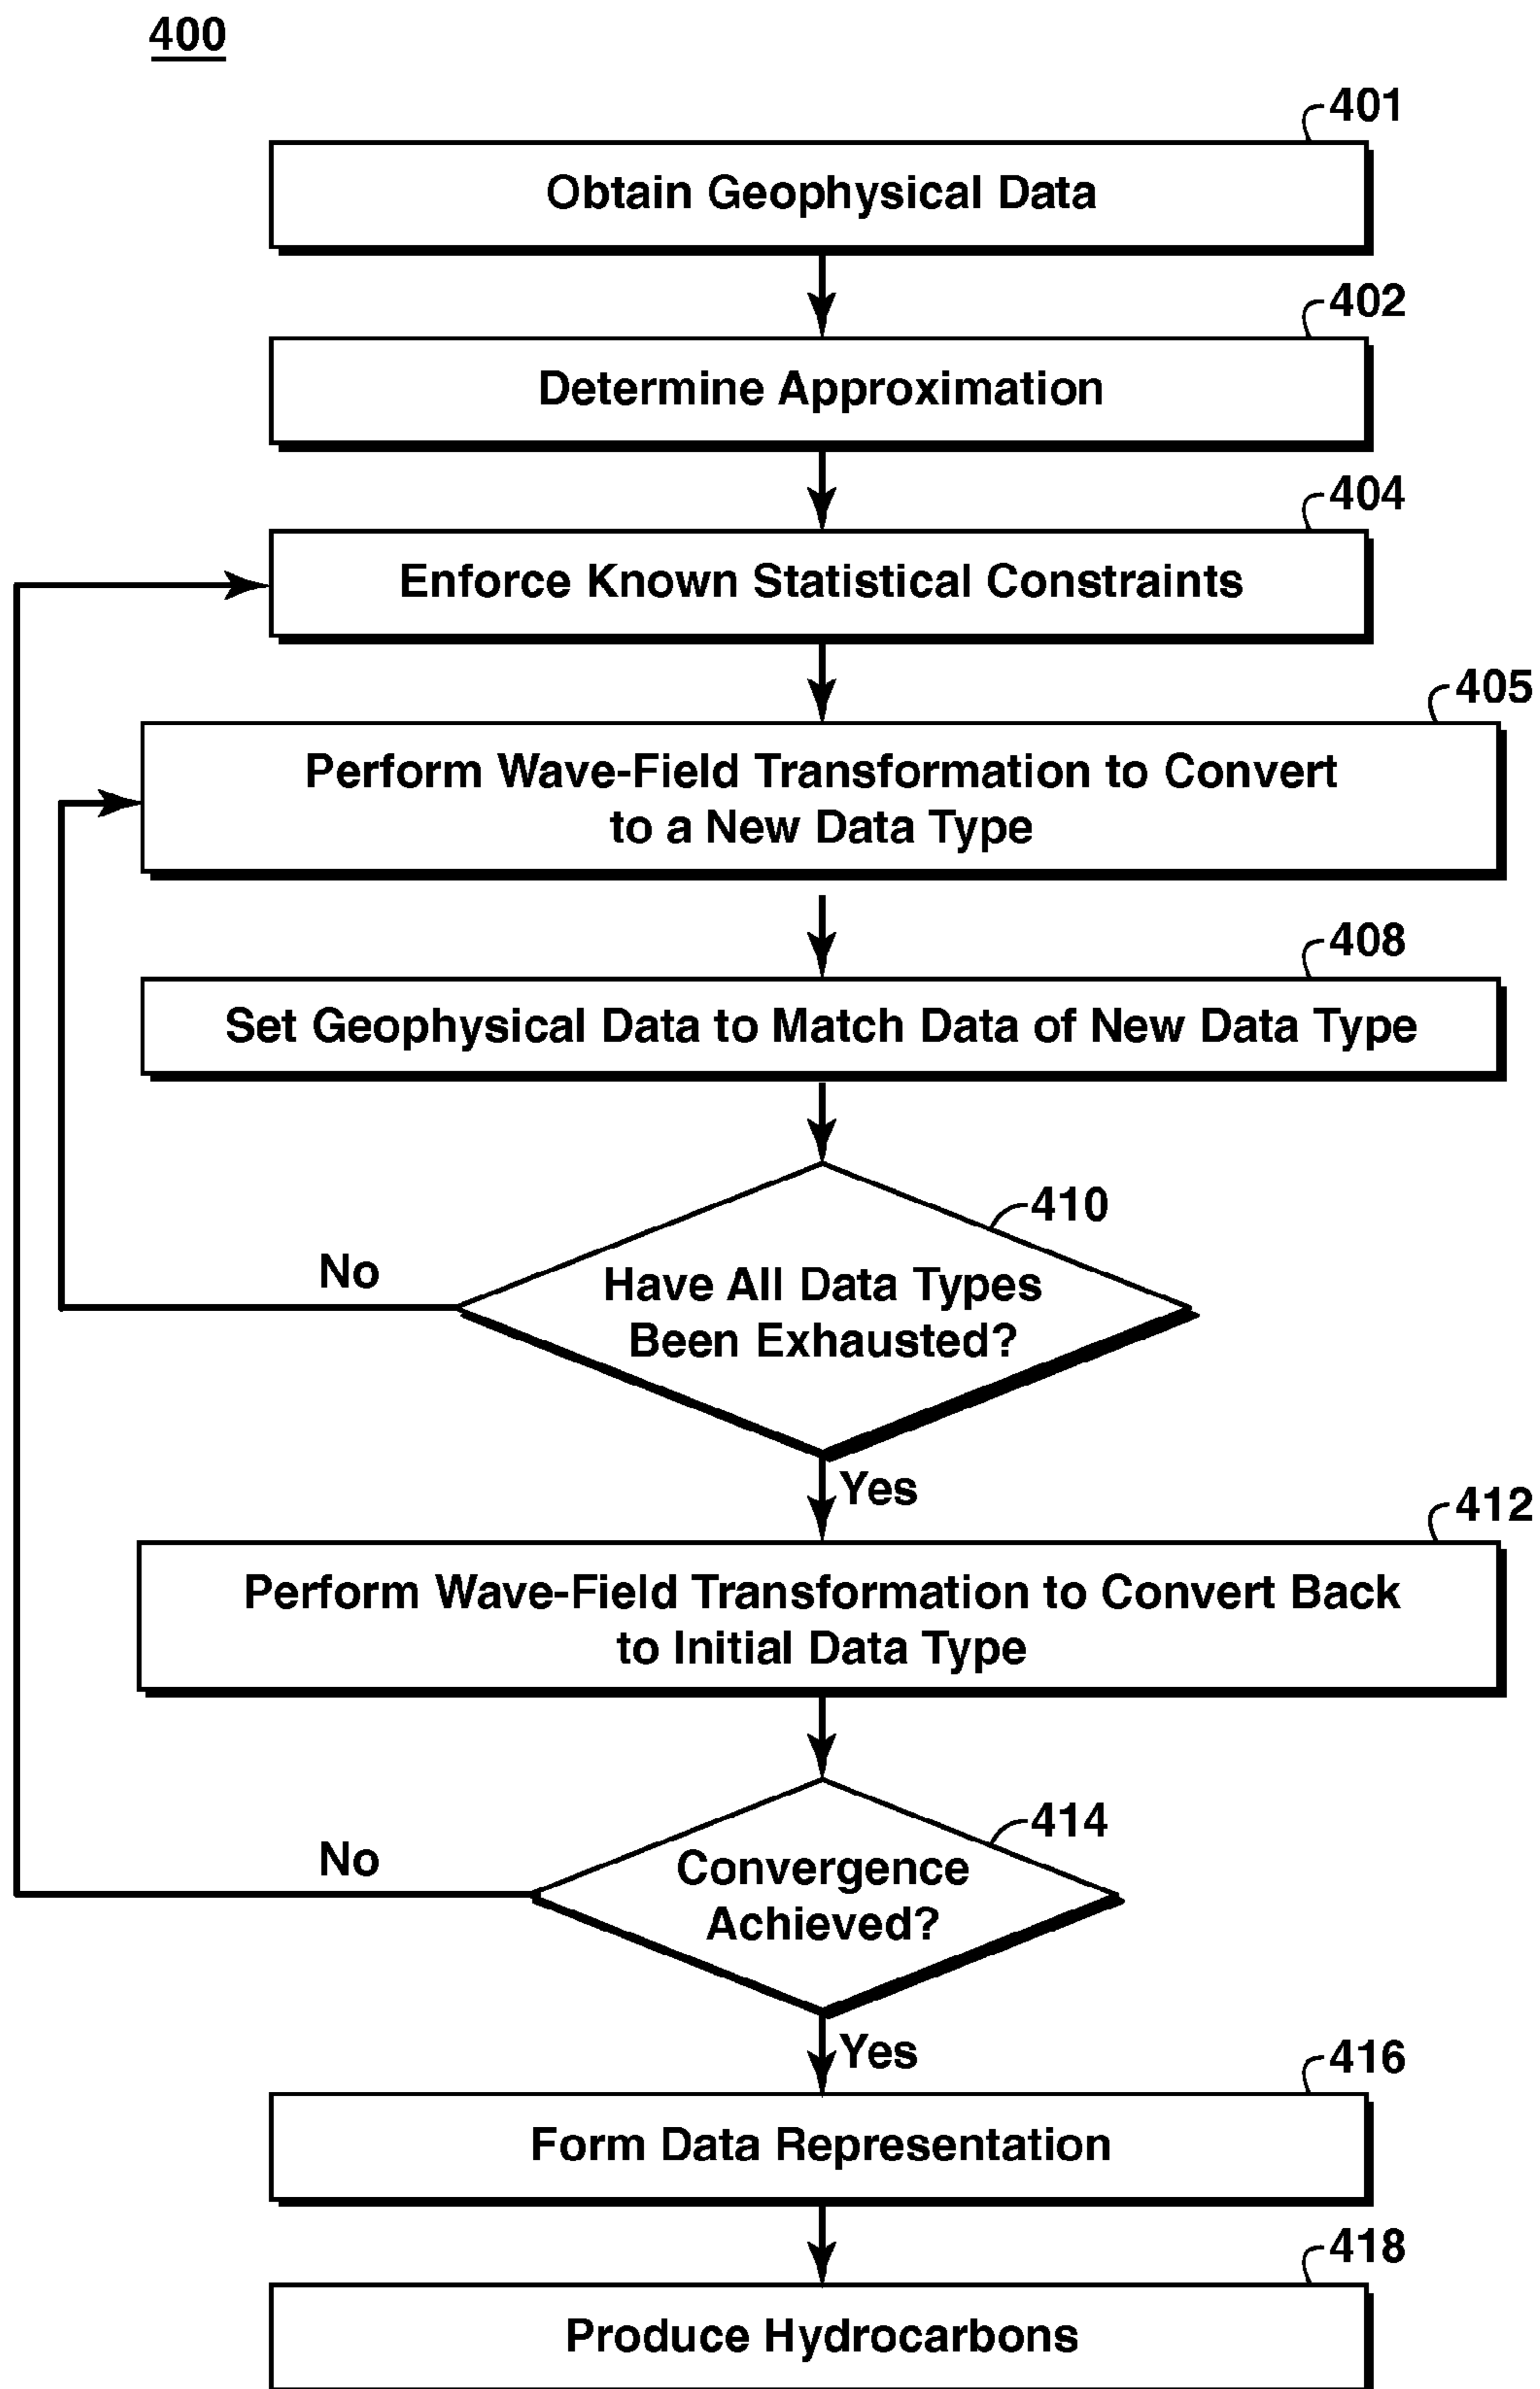 400
401
Obtain Geophysical Data
402
Determine Approximation
404
Enforce Known Statistical Constraints
405
Perform Wave-Field Transformation to Convert
to a New Data Type
408
Set Geophysical Data to Match Data of New Data Type
410
No
Have All Data Types
Been Exhausted?
Yes
412
Perform Wave-Field Transformation to Convert Back
to Initial Data Type
414
No
Convergence
Achieved?
Yes
416
Form Data Representation
418
Produce Hydrocarbons